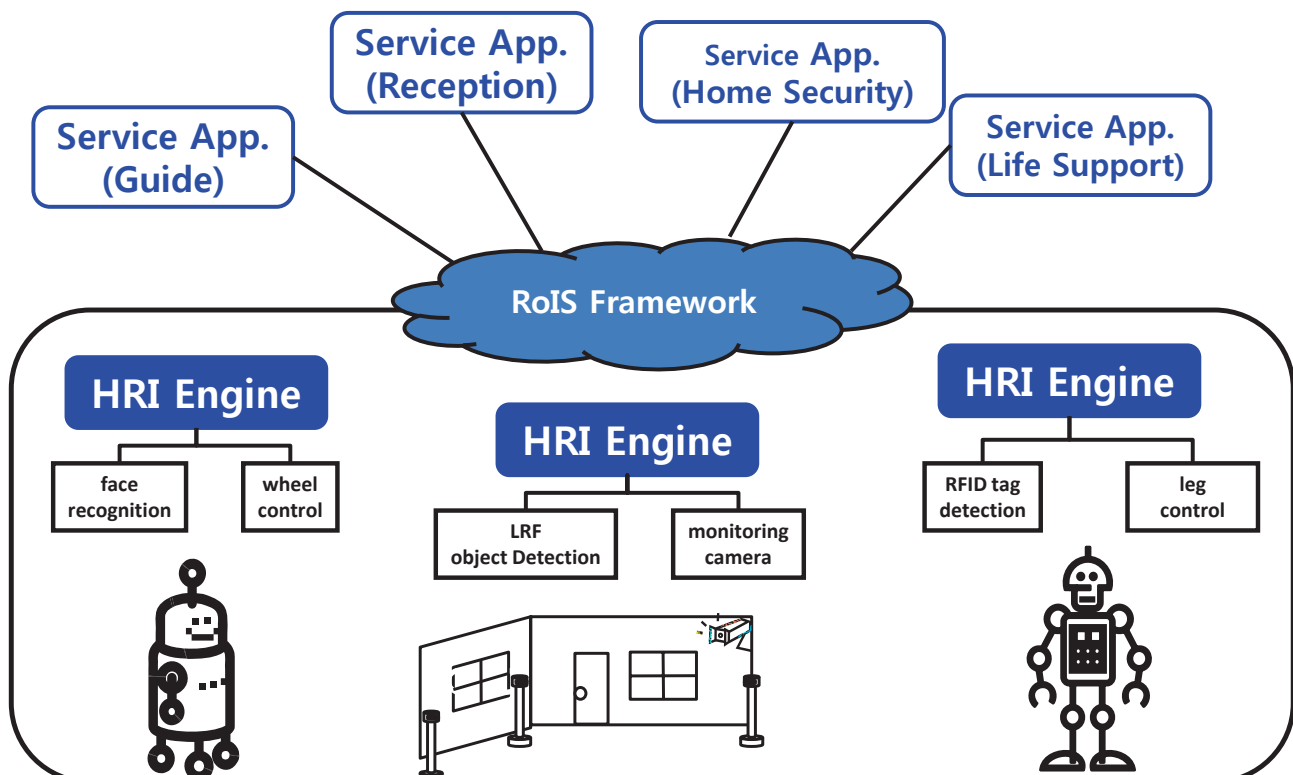 Service App.
(Guide)
Service App.
(Reception)
Service App.
(Home Security)
Service App.
(Life Support)
RoIS Framework
HRI Engine
face
recognition
wheel
control
HRI Engine
LRF
object Detection
monitoring
camera
HRI Engine
RFID tag
detection
leg
control